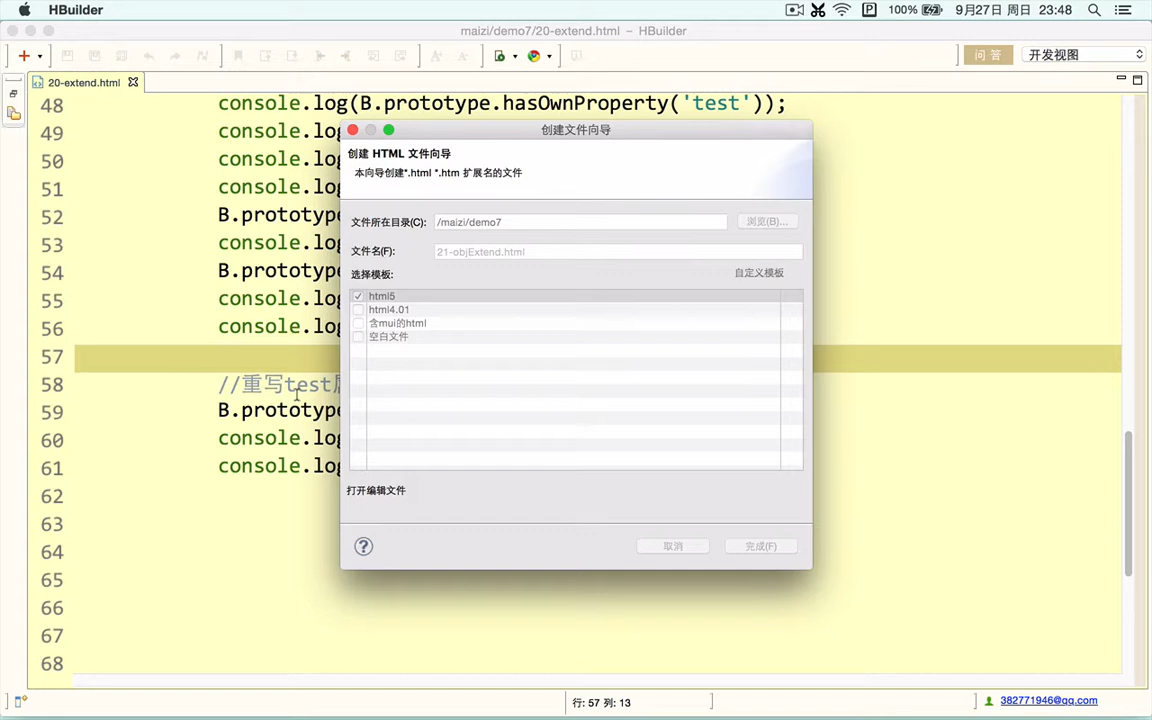 HBuilder
100%
9月27日 周日 23:48
maizi/demo7/20-extend.html – HBuilder
问答
开发视图
20-extend.html
48 console.log(B.prototype.hasOwnProperty('test'));
49 console.log
50 console.log
51 console.log
52 B.prototype
53 console.log
54 B.prototype
55 console.log
56 console.log
57
58 //重写test
59 B.prototype
60 console.log
61 console.log
62
63
64
65
66
67
68
创建文件向导
创建 HTML 文件向导
本向导创建*.html *.htm 扩展名的文件
文件所在目录(C): /maizi/demo7 浏览(B)...
文件名(F): 21-objExtend.html
选择模板: 自定义模板
html5
html4.01
含mui的html
空白文件
打开编辑文件
? 取消 完成(F)
行: 57 列: 13
382771946@qq.com